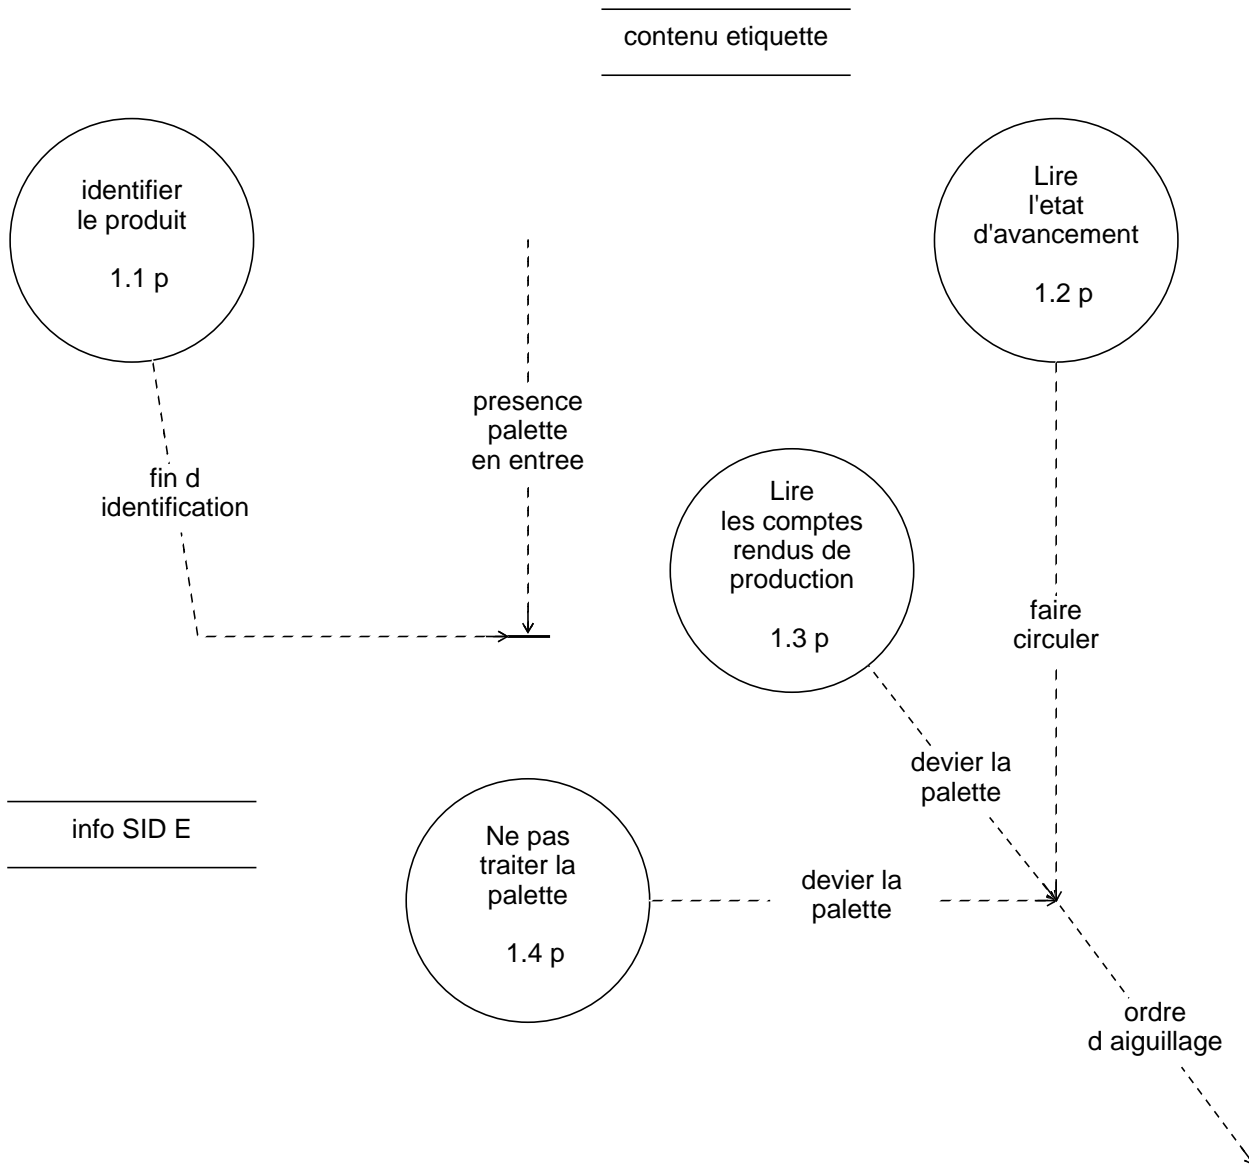 contenu etiquette
identifier
le produit
1.1 p
Lire
l'etat
d'avancement
1.2 p
presence
palette
en entree
fin d
identification
Lire
les comptes
rendus de
production
1.3 p
faire
circuler
devier la
palette
info SID E
Ne pas
traiter la
palette
1.4 p
devier la
palette
ordre
d aiguillage